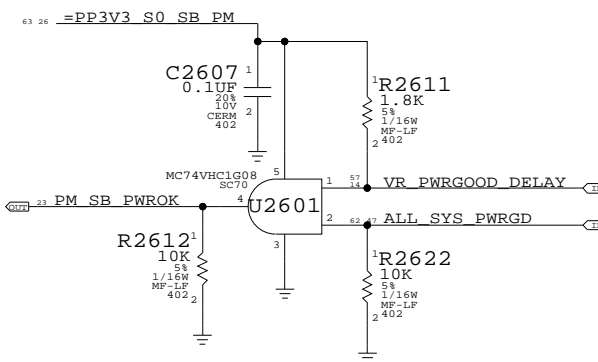 63 26 =PP3V3_S0_SB_PM
C2607 1
0.1UF
20%
10V
CERM 2
402
1 R2611
1.8K
5%
1/16W
MF-LF
2 402
MC74VHC1G08 5
SC70
1 57 14 VR_PWRGOOD_DELAY
OUT 23 PM_SB_PWROK 4 U2601
2 62 47 ALL_SYS_PWRGD
3
R2612 1
10K
5%
1/16W
MF-LF
402 2
1 R2622
10K
5%
1/16W
MF-LF
2 402